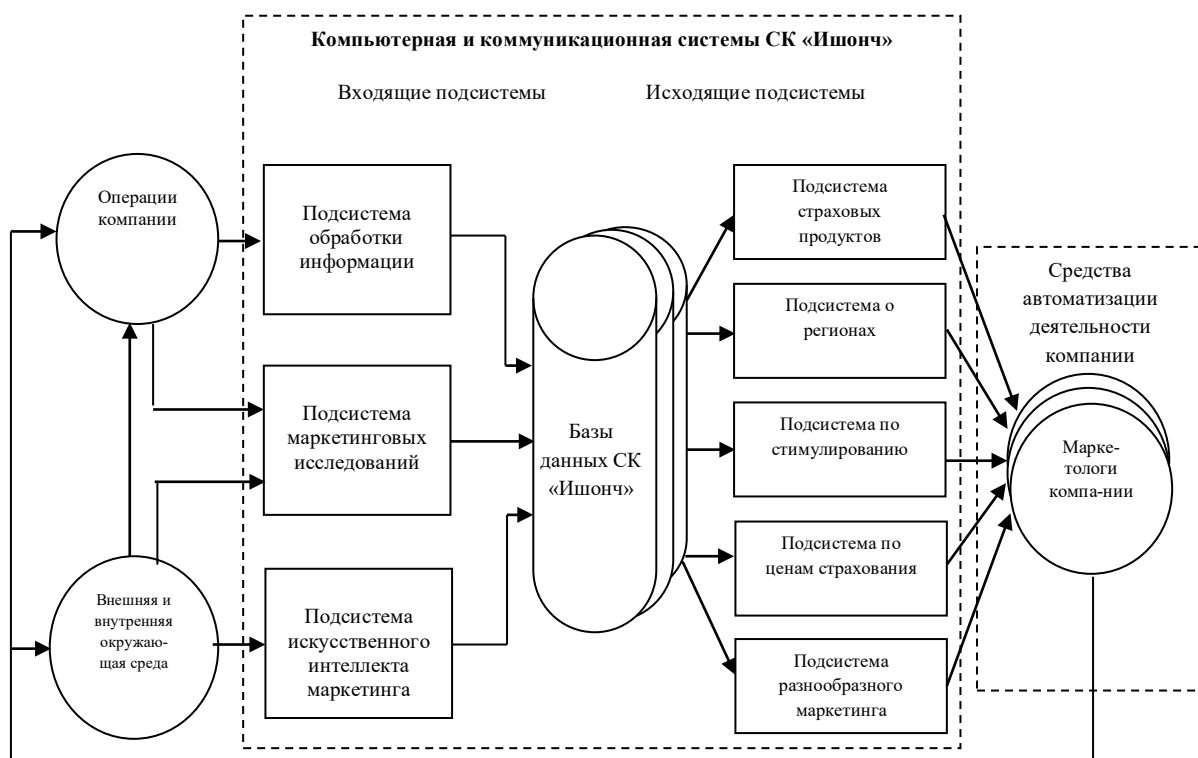 Компьютерная и коммуникационная системы СК «Ишонч»
Входящие подсистемы
Исходящие подсистемы
Операции
компании
Внешняя и
внутренняя
окружаю-
щая среда
Подсистема
обработки
информации
Подсистема
маркетинговых
исследований
Подсистема
искусственного
интеллекта
маркетинга
Базы
данных СК
«Ишонч»
Подсистема
страховых
продуктов
Подсистема о
регионах
Подсистема по
стимулированию
Подсистема по
ценам страхования
Подсистема
разнообразного
маркетинга
Средства
автоматизации
деятельности
компании
Марке-
тологи
компа-нии